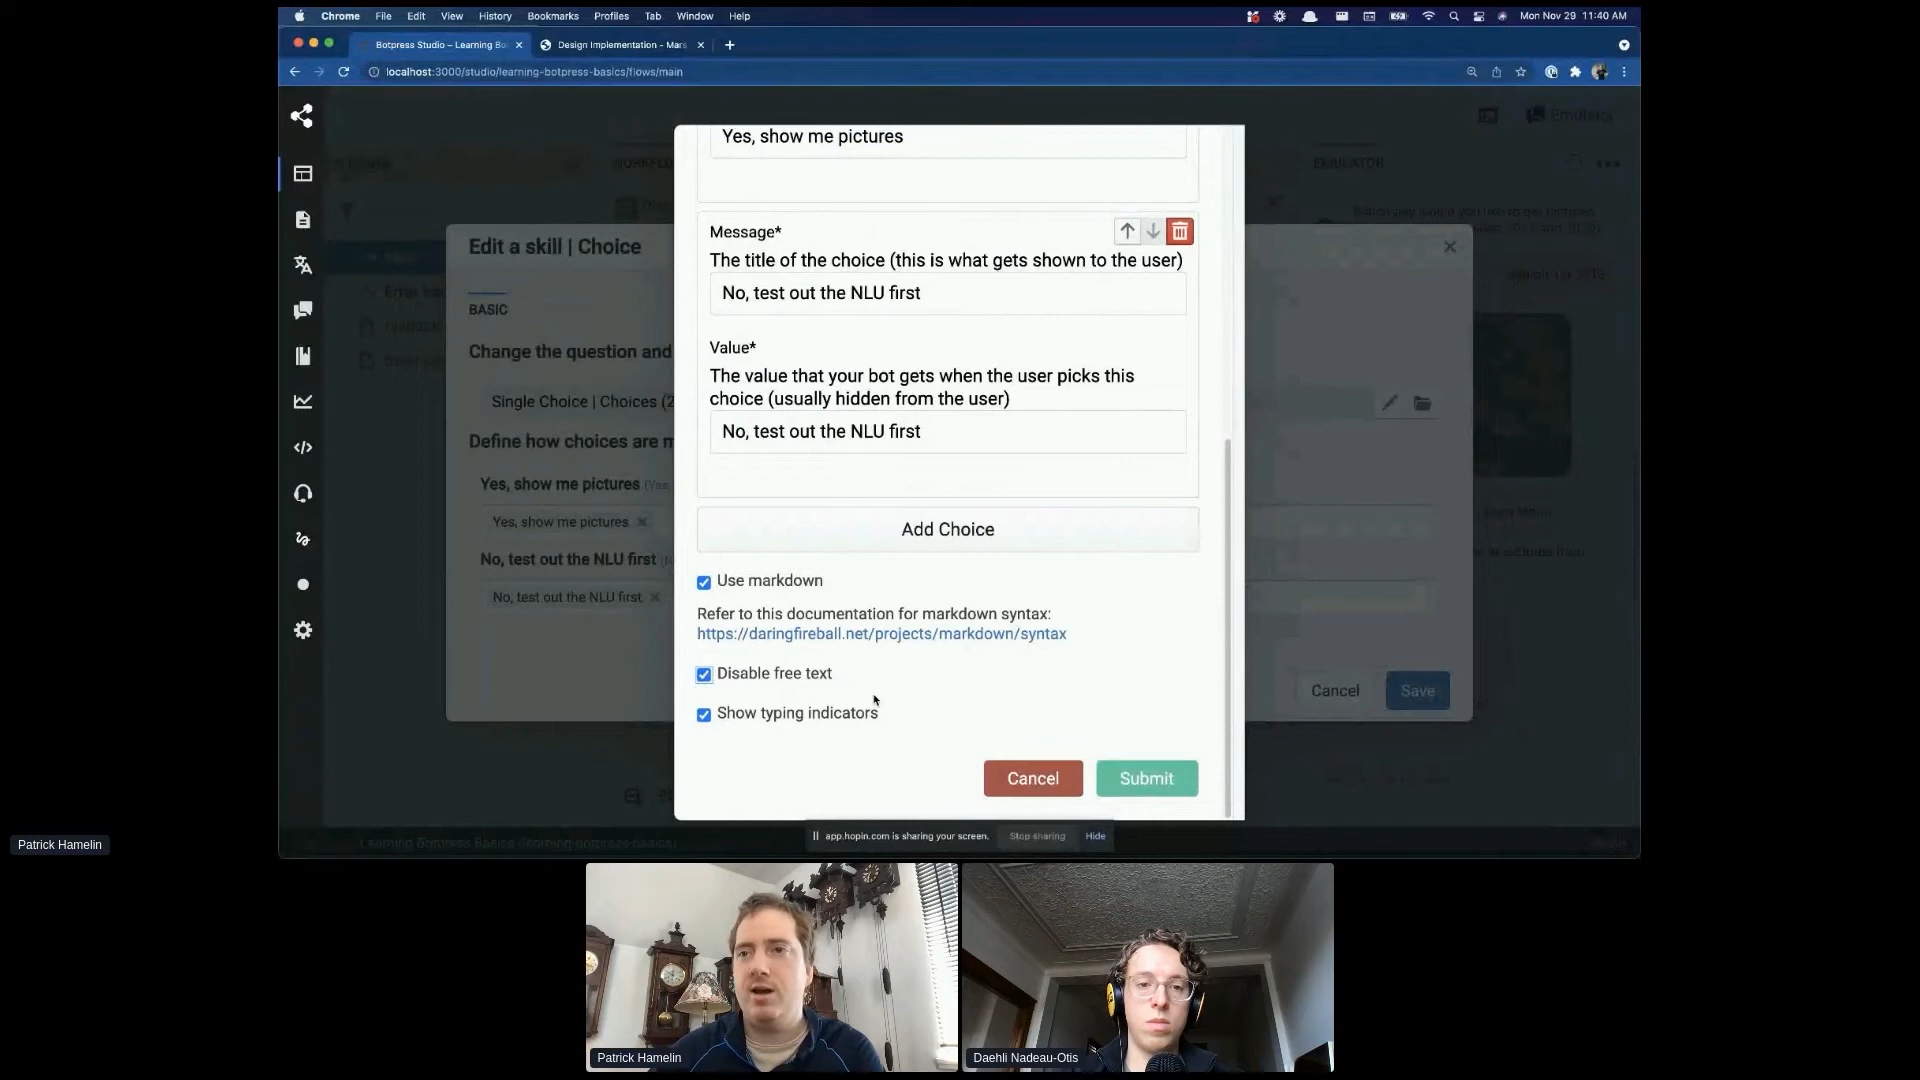 Chrome File Edit View History Bookmarks Profiles Tab Window Help
Mon Nov 29 11:40 AM
Botpress Studio – Learning Bo
Design Implementation - Mars
localhost:3000/studio/learning-botpress-basics/flows/main
Emulator
EMULATOR
Yes, show me pictures
Edit a skill | Choice
BASIC
Change the question and
Single Choice | Choices (2
Define how choices are m
Yes, show me pictures
Yes, show me pictures
No, test out the NLU first
No, test out the NLU first
Message*
The title of the choice (this is what gets shown to the user)
No, test out the NLU first
Value*
The value that your bot gets when the user picks this
choice (usually hidden from the user)
No, test out the NLU first
Add Choice
Use markdown
Refer to this documentation for markdown syntax:
https://daringfireball.net/projects/markdown/syntax
Disable free text
Show typing indicators
Cancel Submit
Cancel Save
app.hopin.com is sharing your screen. Stop sharing Hide
Learning Botpress Basics (learning-botpress-basics)
Patrick Hamelin
Patrick Hamelin
Daehli Nadeau-Otis